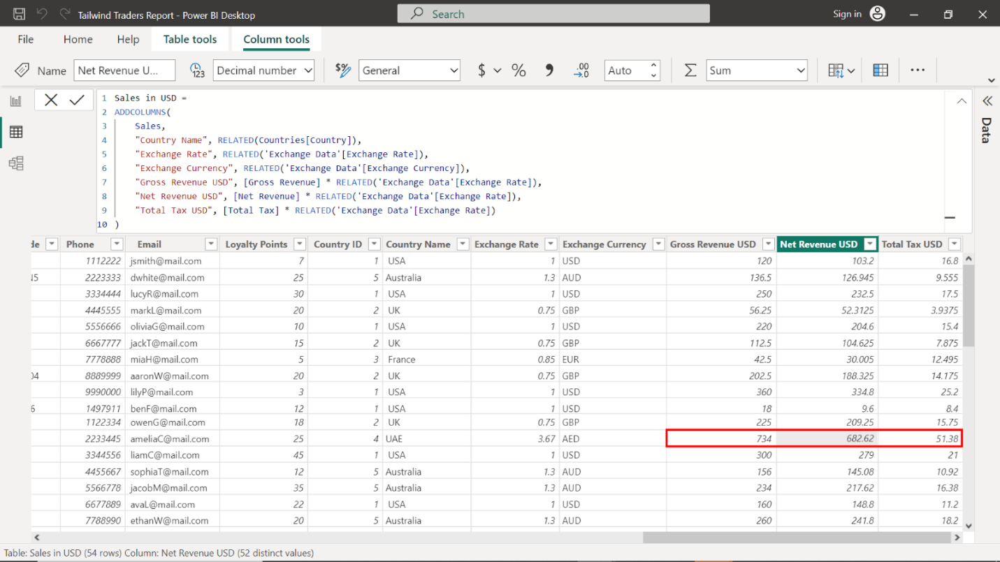 Tailwind Traders Report - Power BI Desktop Search Sign in
File Home Help Table tools Column tools
Name Net Revenue U... 123 Decimal number $% General $ % .00 →.0 Auto Σ Sum ...
1 Sales in USD =
2 ADDCOLUMNS(
3 Sales,
4 "Country Name", RELATED(Countries[Country]),
5 "Exchange Rate", RELATED('Exchange Data'[Exchange Rate]),
6 "Exchange Currency", RELATED('Exchange Data'[Exchange Currency]),
7 "Gross Revenue USD", [Gross Revenue] * RELATED('Exchange Data'[Exchange Rate]),
8 "Net Revenue USD", [Net Revenue] * RELATED('Exchange Data'[Exchange Rate]),
9 "Total Tax USD", [Total Tax] * RELATED('Exchange Data'[Exchange Rate])
10 )
Data
de Phone Email Loyalty Points Country ID Country Name Exchange Rate Exchange Currency Gross Revenue USD Net Revenue USD Total Tax USD
1112222 jsmith@mail.com 7 1 USA 1 USD 120 103.2 16.8
N5 2223333 dwhite@mail.com 25 5 Australia 1.3 AUD 136.5 126.945 9.555
3334444 lucyR@mail.com 30 1 USA 1 USD 250 232.5 17.5
4445555 markL@mail.com 20 2 UK 0.75 GBP 56.25 52.3125 3.9375
5556666 oliviaG@mail.com 10 1 USA 1 USD 220 204.6 15.4
6667777 jackT@mail.com 15 2 UK 0.75 GBP 112.5 104.625 7.875
7778888 miaH@mail.com 5 3 France 0.85 EUR 42.5 30.005 12.495
04 8889999 aaronW@mail.com 20 2 UK 0.75 GBP 202.5 188.325 14.175
9990000 lilyP@mail.com 3 1 USA 1 USD 360 334.8 25.2
6 1497911 benF@mail.com 12 1 USA 1 USD 18 9.6 8.4
1122334 owenG@mail.com 18 2 UK 0.75 GBP 225 209.25 15.75
2233445 ameliaC@mail.com 25 4 UAE 3.67 AED 734 682.62 51.38
3344556 liamC@mail.com 45 1 USA 1 USD 300 279 21
4455667 sophiaT@mail.com 12 5 Australia 1.3 AUD 156 145.08 10.92
5566778 jacobM@mail.com 35 5 Australia 1.3 AUD 234 217.62 16.38
6677889 avaL@mail.com 22 1 USA 1 USD 160 148.8 11.2
7788990 ethanW@mail.com 20 5 Australia 1.3 AUD 260 241.8 18.2
Table: Sales in USD (54 rows) Column: Net Revenue USD (52 distinct values)